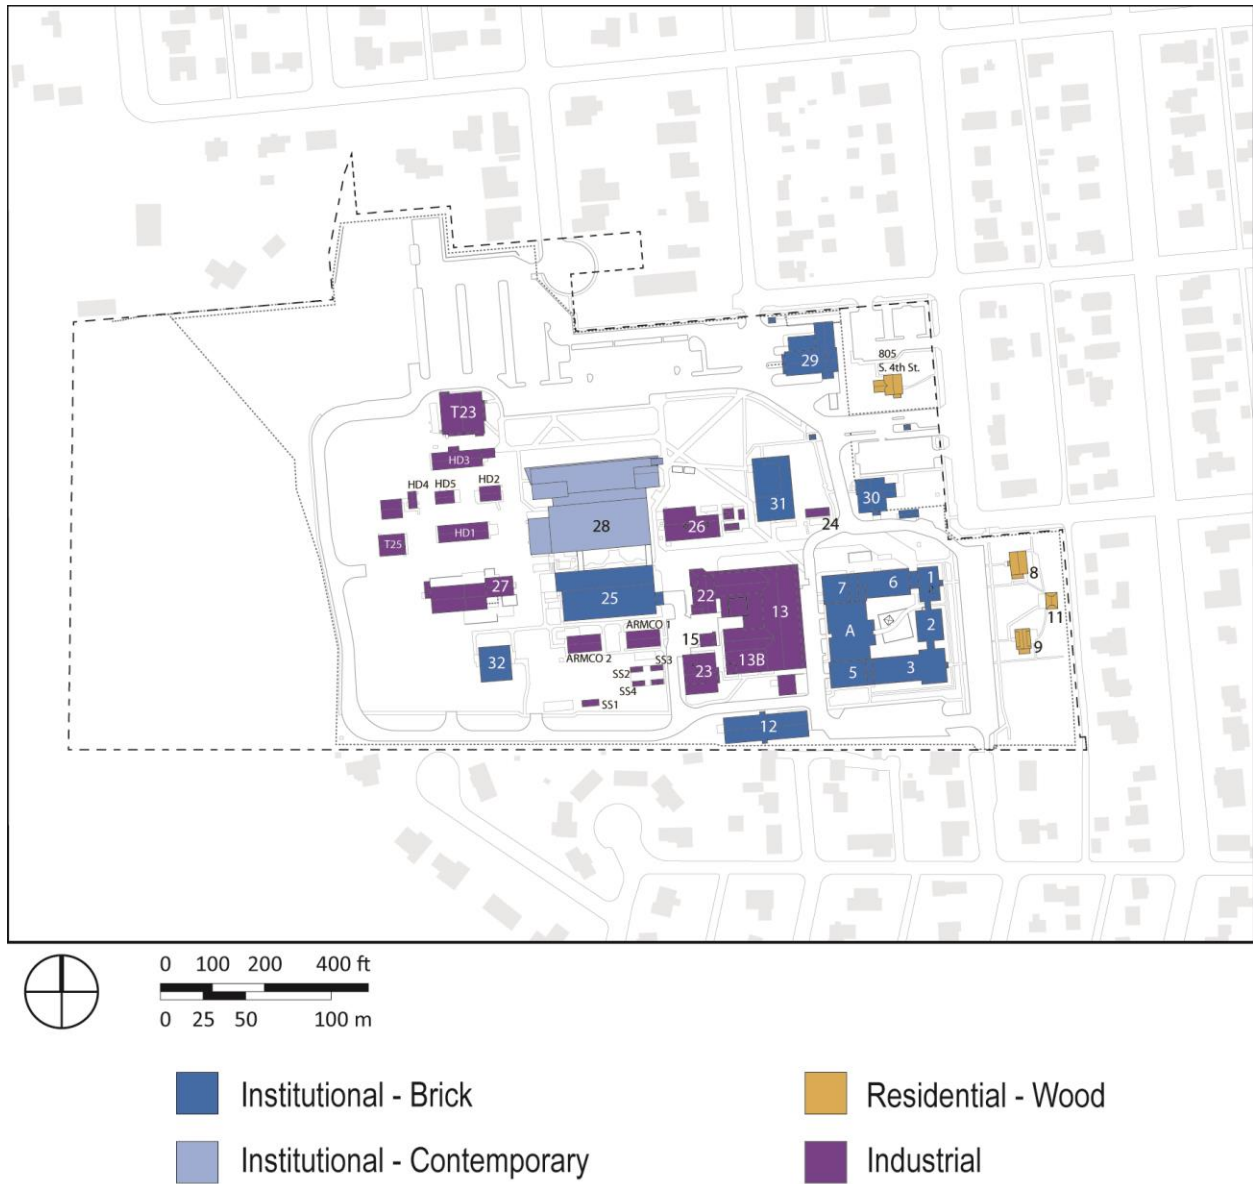 29
805
S. 4th St.
T23
HD3
HD4
HD5
HD2
31
30
28
26
24
HD1
T25
8
7
6
1
27
25
22
13
11
A
2
ARMCO 1
15
9
ARMCO 2
32
13B
SS3
SS2
23
5
3
SS4
SS1
12
0 100 200 400 ft
0 25 50 100 m
Institutional - Brick
Residential - Wood
Institutional - Contemporary
Industrial